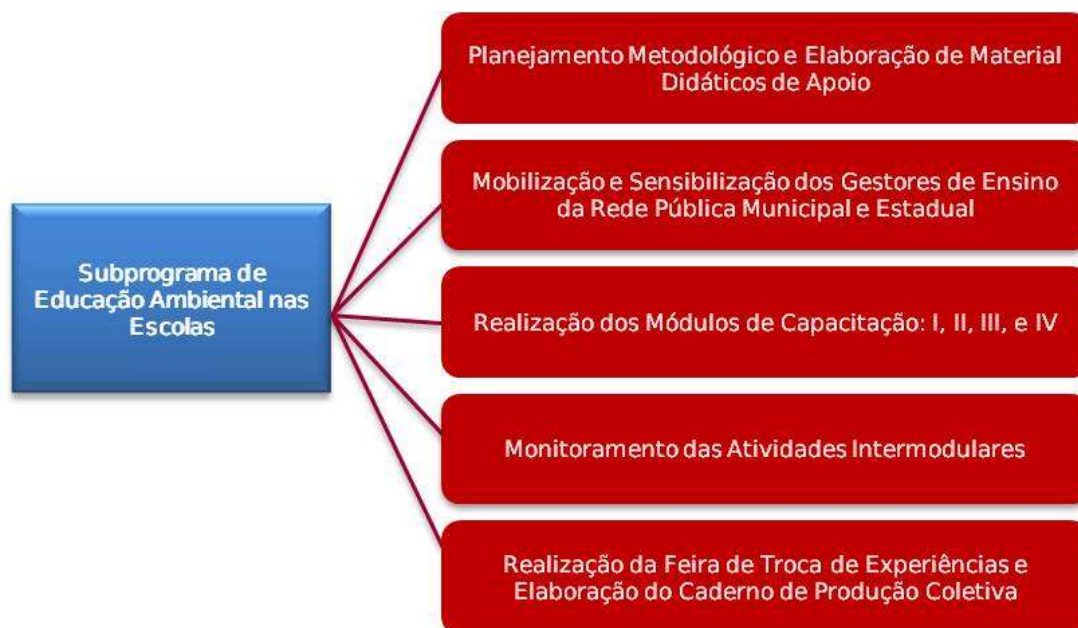 Planejamento Metodológico e Elaboração de Material
Didáticos de Apoio
Mobilização e Sensibilização dos Gestores de Ensino
da Rede Pública Municipal e Estadual
Subprograma de
Educação Ambiental nas
Escolas
Realização dos Módulos de Capacitação: I, II, III, e IV
Monitoramento das Atividades Intermodulares
Realização da Feira de Troca de Experiências e
Elaboração do Caderno de Produção Coletiva